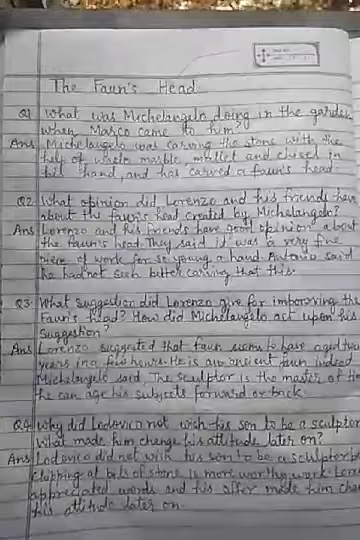 The Faun's Head
Q1 What was Michelangelo doing in the garden
when Marco came to him?
Ans Michelangelo was carving the stone with the
help of waste marble, mallet and chisel in
his hand, and has carved a faun's head.
Q2 What opinion did Lorenzo and his friends have
about the faun's head created by Michelangelo?
Ans Lorenzo and his friends have good opinion about
the faun's head. They said it was a very fine
piece of work for so young a hand. Antonio said
he had not seen better carving that this.
Q3 What suggestion did Lorenzo give for improving the
Faun's head? How did Michelangelo act upon his
Suggestion?
Ans Lorenzo suggested that faun seems to have aged
years in a few hours. He is an ancient faun indeed
Michelangelo said, The sculptor is the master of
he can age his subjects forward or back.
Q4 Why did Lodovico not wish his son to be a sculptor
What made him change his attitude later on?
Ans Lodovico did not wish his son to be a sculptor
chipping at bits of stone is more worthy work.
appreciated words and his offer made him
his attitude later on.